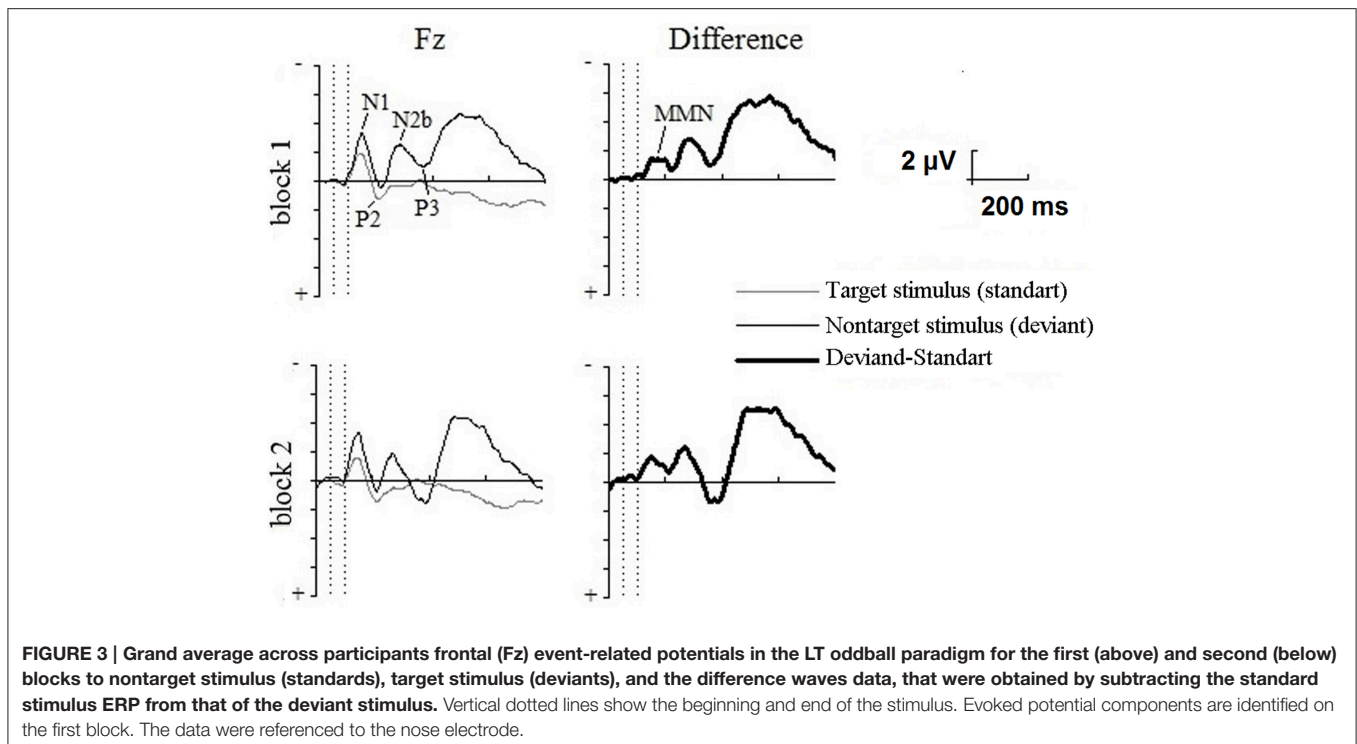 Fz
Difference
-
-
N1
N2b
MMN
block 1
2 µV
200 ms
P2
P3
+
+
Target stimulus (standart)
Nontarget stimulus (deviant)
Deviand-Standart
-
-
block 2
+
+
FIGURE 3 | Grand average across participants frontal (Fz) event-related potentials in the LT oddball paradigm for the first (above) and second (below)
blocks to nontarget stimulus (standards), target stimulus (deviants), and the difference waves data, that were obtained by subtracting the standard
stimulus ERP from that of the deviant stimulus. Vertical dotted lines show the beginning and end of the stimulus. Evoked potential components are identified on
the first block. The data were referenced to the nose electrode.